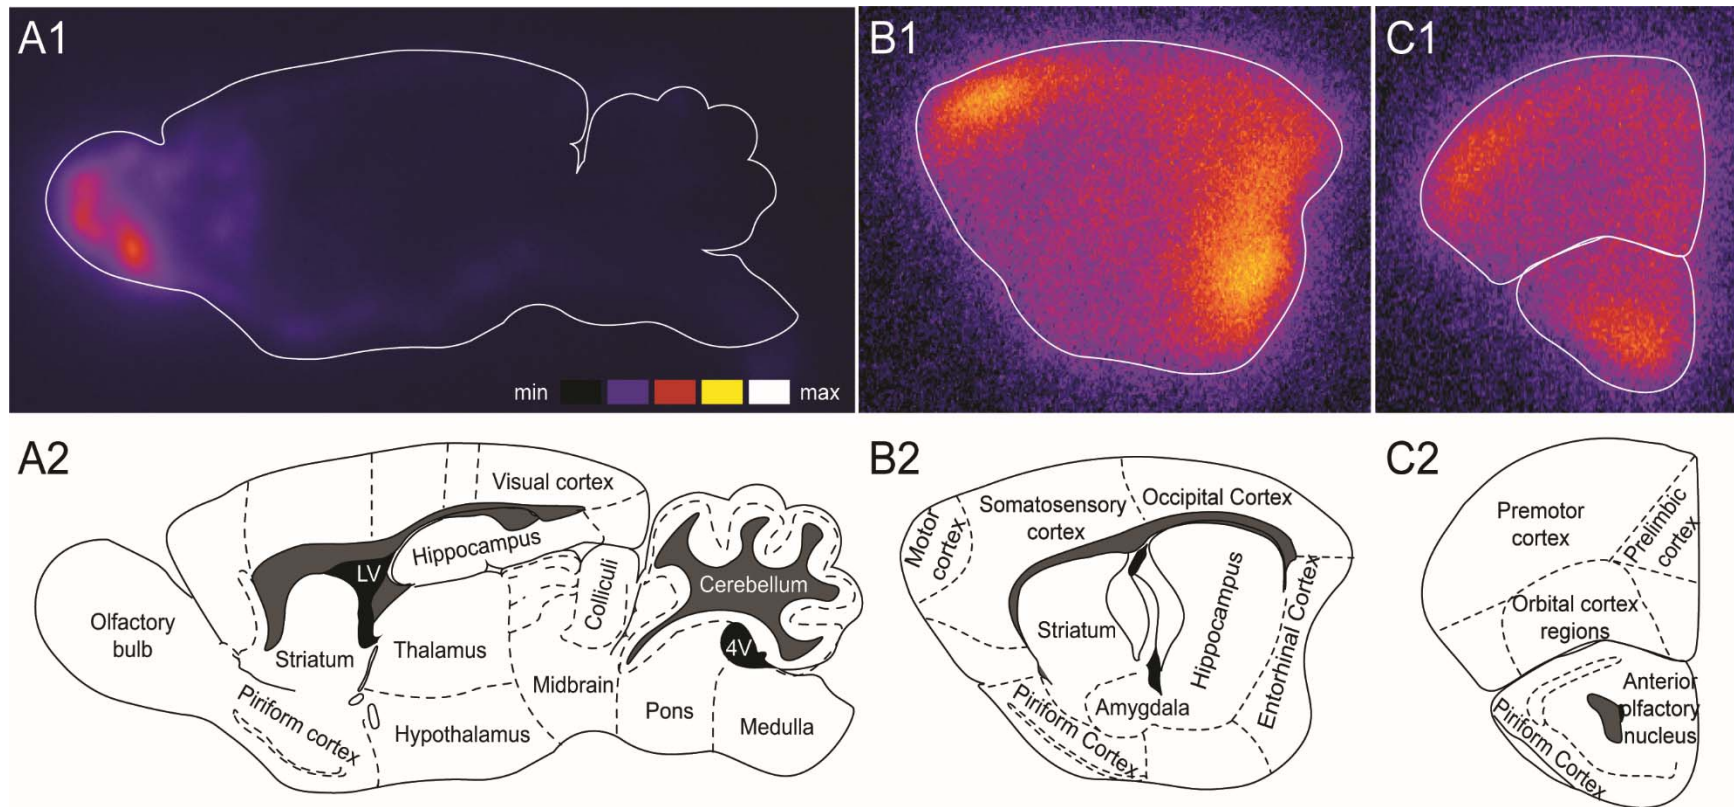 A1
B1
C1
min
max
A2
Visual cortex
Hippocampus
LV
Colliculi
Cerebellum
Olfactory
bulb
Striatum
Thalamus
4V
Midbrain
Piriform cortex
Hypothalamus
Pons
Medulla
B2
Motor
cortex
Somatosensory
cortex
Occipital Cortex
Striatum
Hippocampus
Entorhinal Cortex
Amygdala
Piriform Cortex
C2
Premotor
cortex
Prelimbic
cortex
Orbital cortex
regions
Anterior
olfactory
nucleus
Piriform Cortex